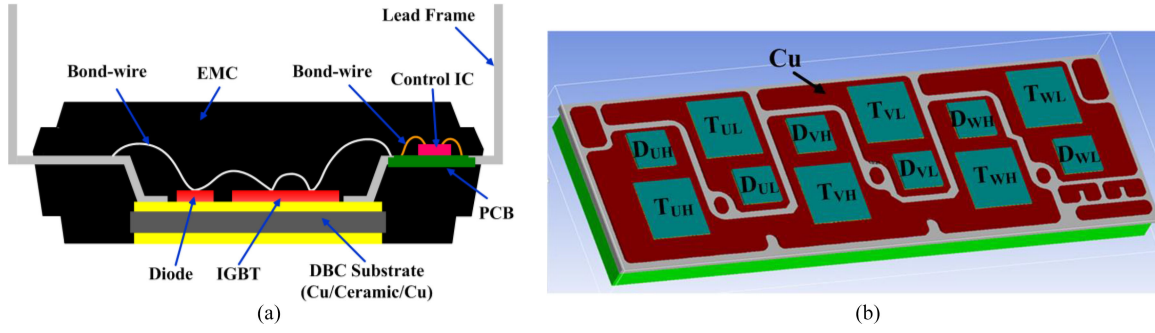 Lead Frame
Bond-wire
EMC
Bond-wire
Control IC
PCB
Diode
IGBT
DBC Substrate
(Cu/Ceramic/Cu)
(a)
Cu
TUL
TVL
TWL
DUH
DVH
DWH
DUL
DVL
DWL
TUH
TVH
TWH
(b)